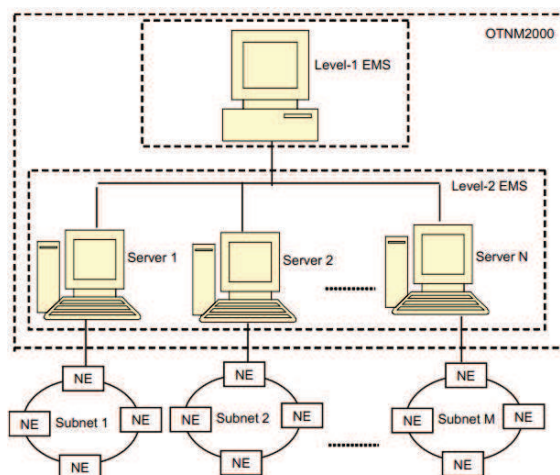 OTNM2000
Level-1 EMS
Level-2 EMS
Server 1
Server 2
Server N
NE
NE
NE
NE
Subnet 1
NE
NE
Subnet 2
NE
NE
Subnet M
NE
NE
NE
NE